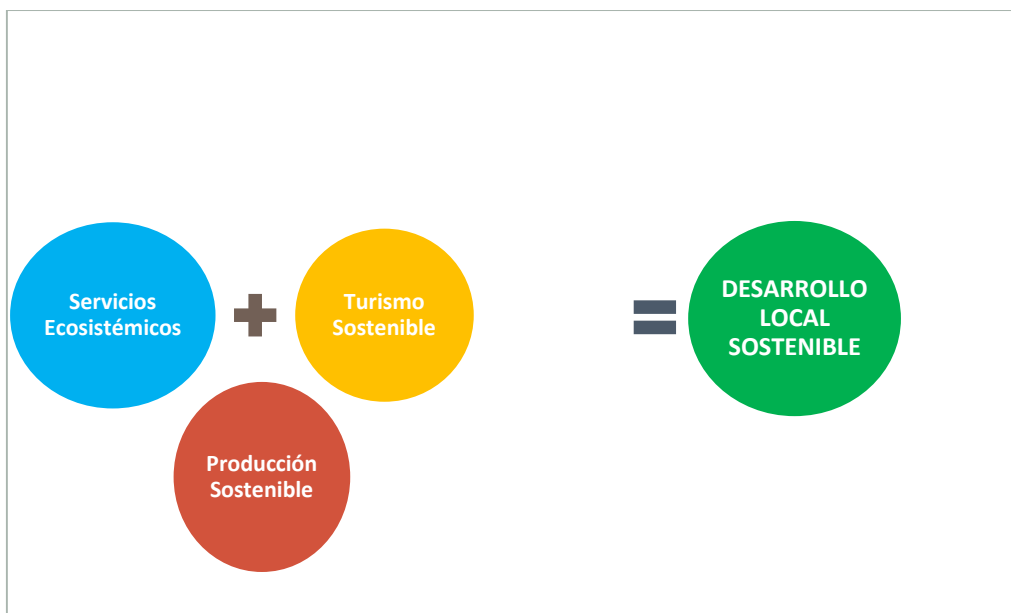 Servicios
Ecosistémicos
Turismo
Sostenible
Producción
Sostenible
DESARROLLO
LOCAL
SOSTENIBLE